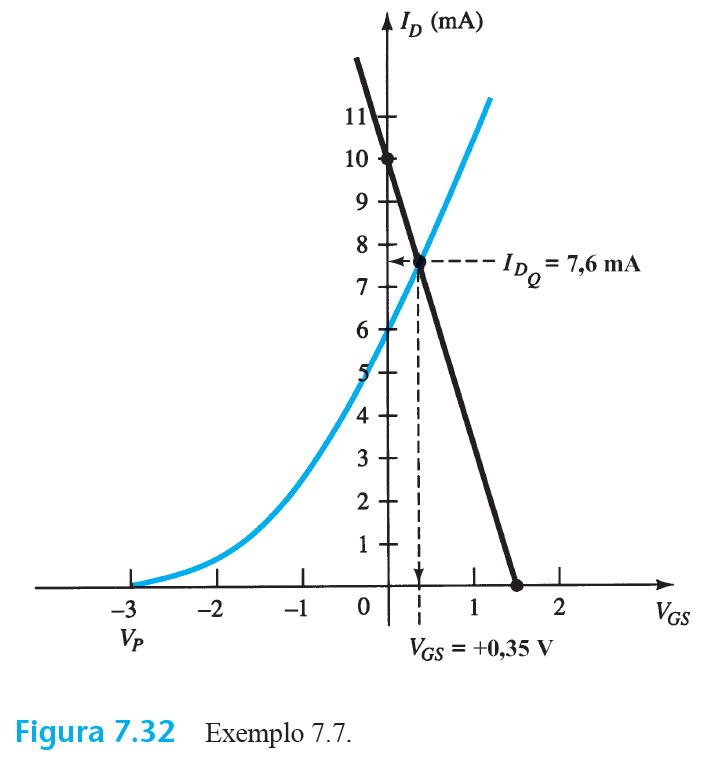 I_D (mA)
11
10
9
8
I_DQ = 7,6 mA
7
6
5
4
3
2
1
–3 –2 –1 0 1 2 V_GS
V_P
V_GS = +0,35 V
Figura 7.32 Exemplo 7.7.